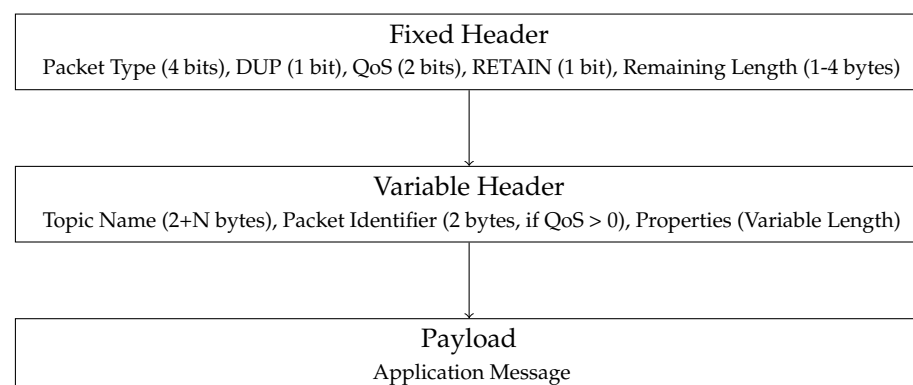 Fixed Header
Packet Type (4 bits), DUP (1 bit), QoS (2 bits), RETAIN (1 bit), Remaining Length (1-4 bytes)
Variable Header
Topic Name (2+N bytes), Packet Identifier (2 bytes, if QoS > 0), Properties (Variable Length)
Payload
Application Message